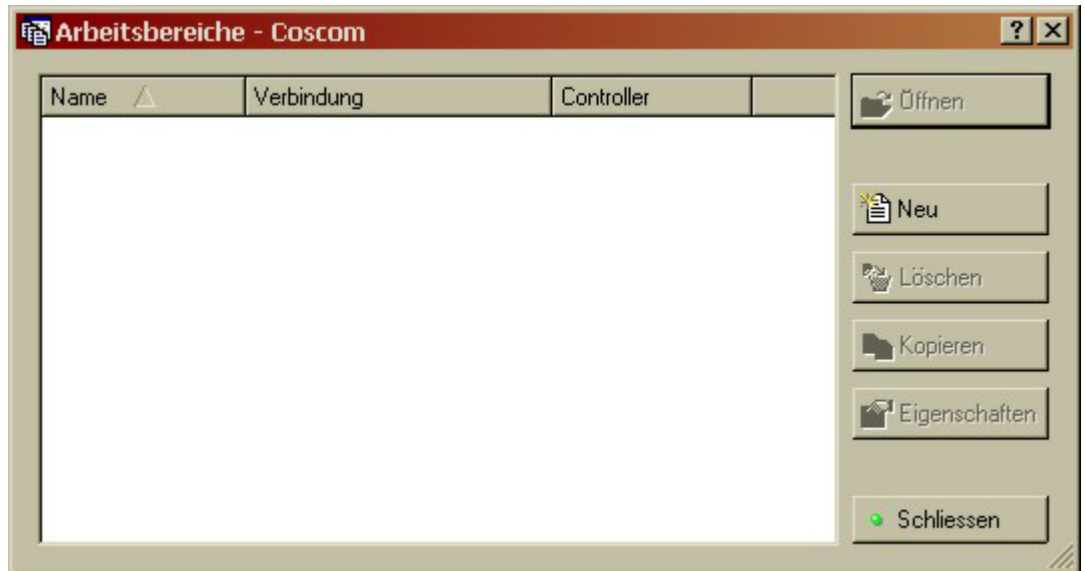 Arbeitsbereiche - Coscom
Name Verbindung Controller
Öffnen
Neu
Löschen
Kopieren
Eigenschaften
Schliessen